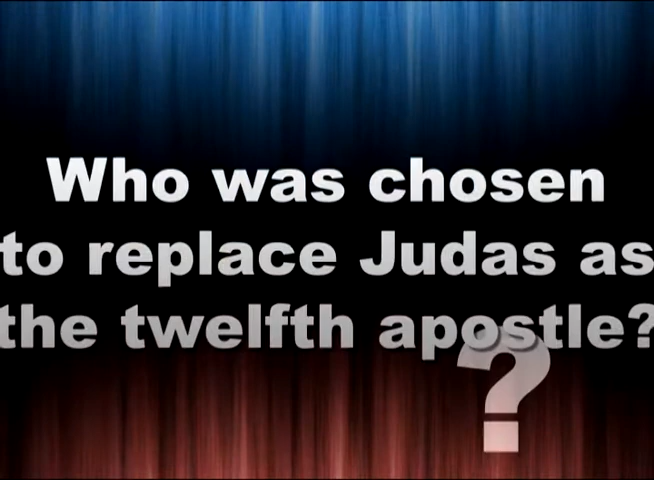 Who was chosen
to replace Judas as
the twelfth apostle?
?